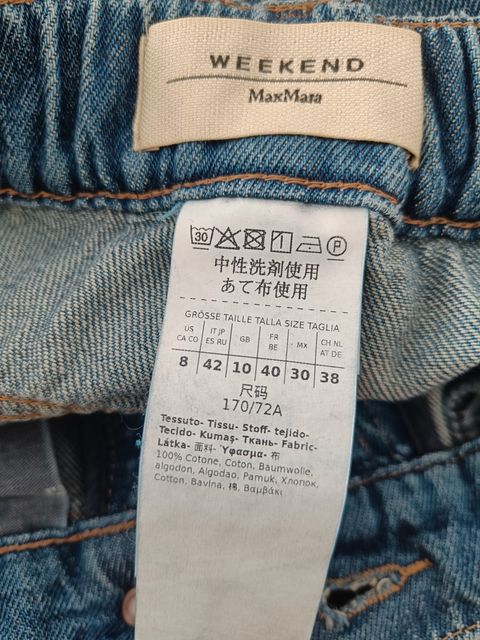 WEEKEND
MaxMara
30 P
中性洗剤使用
あて布使用
GRÖSSE TAILLE TALLA SIZE TAGLIA
US CA CO IT JP ES RU GB FR BE MX CH NL AT DE
8 42 10 40 30 38
尺码
170/72A
Tessuto- Tissu- Stoff- tejido-
Tecido- Kumaş- Ткань- Fabric-
Látka- 面料- Ύφασμα- 布
100% Cotone, Coton, Baumwolle,
algodon, Algodao, Pamuk, Хлопок,
Cotton, Bavlna, 棉, Βαμβάκι